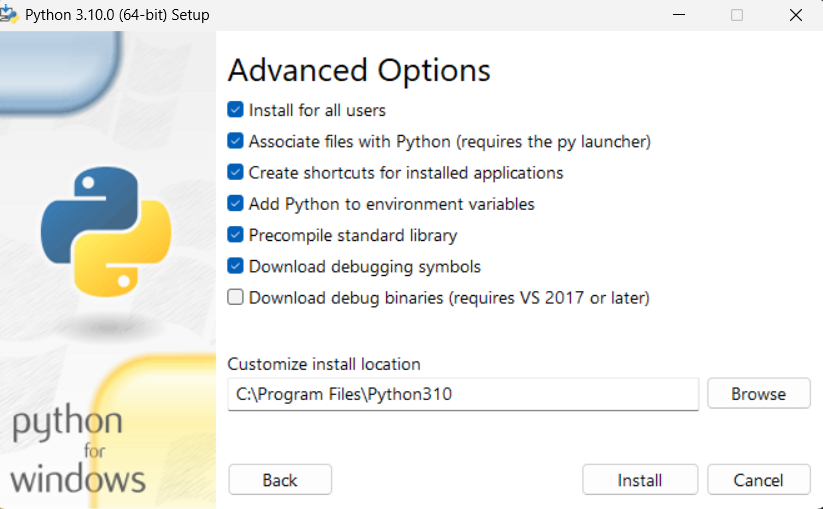 Python 3.10.0 (64-bit) Setup
Advanced Options
Install for all users
Associate files with Python (requires the py launcher)
Create shortcuts for installed applications
Add Python to environment variables
Precompile standard library
Download debugging symbols
Download debug binaries (requires VS 2017 or later)
Customize install location
C:\Program Files\Python310
Browse
python
for
windows
Back
Install
Cancel